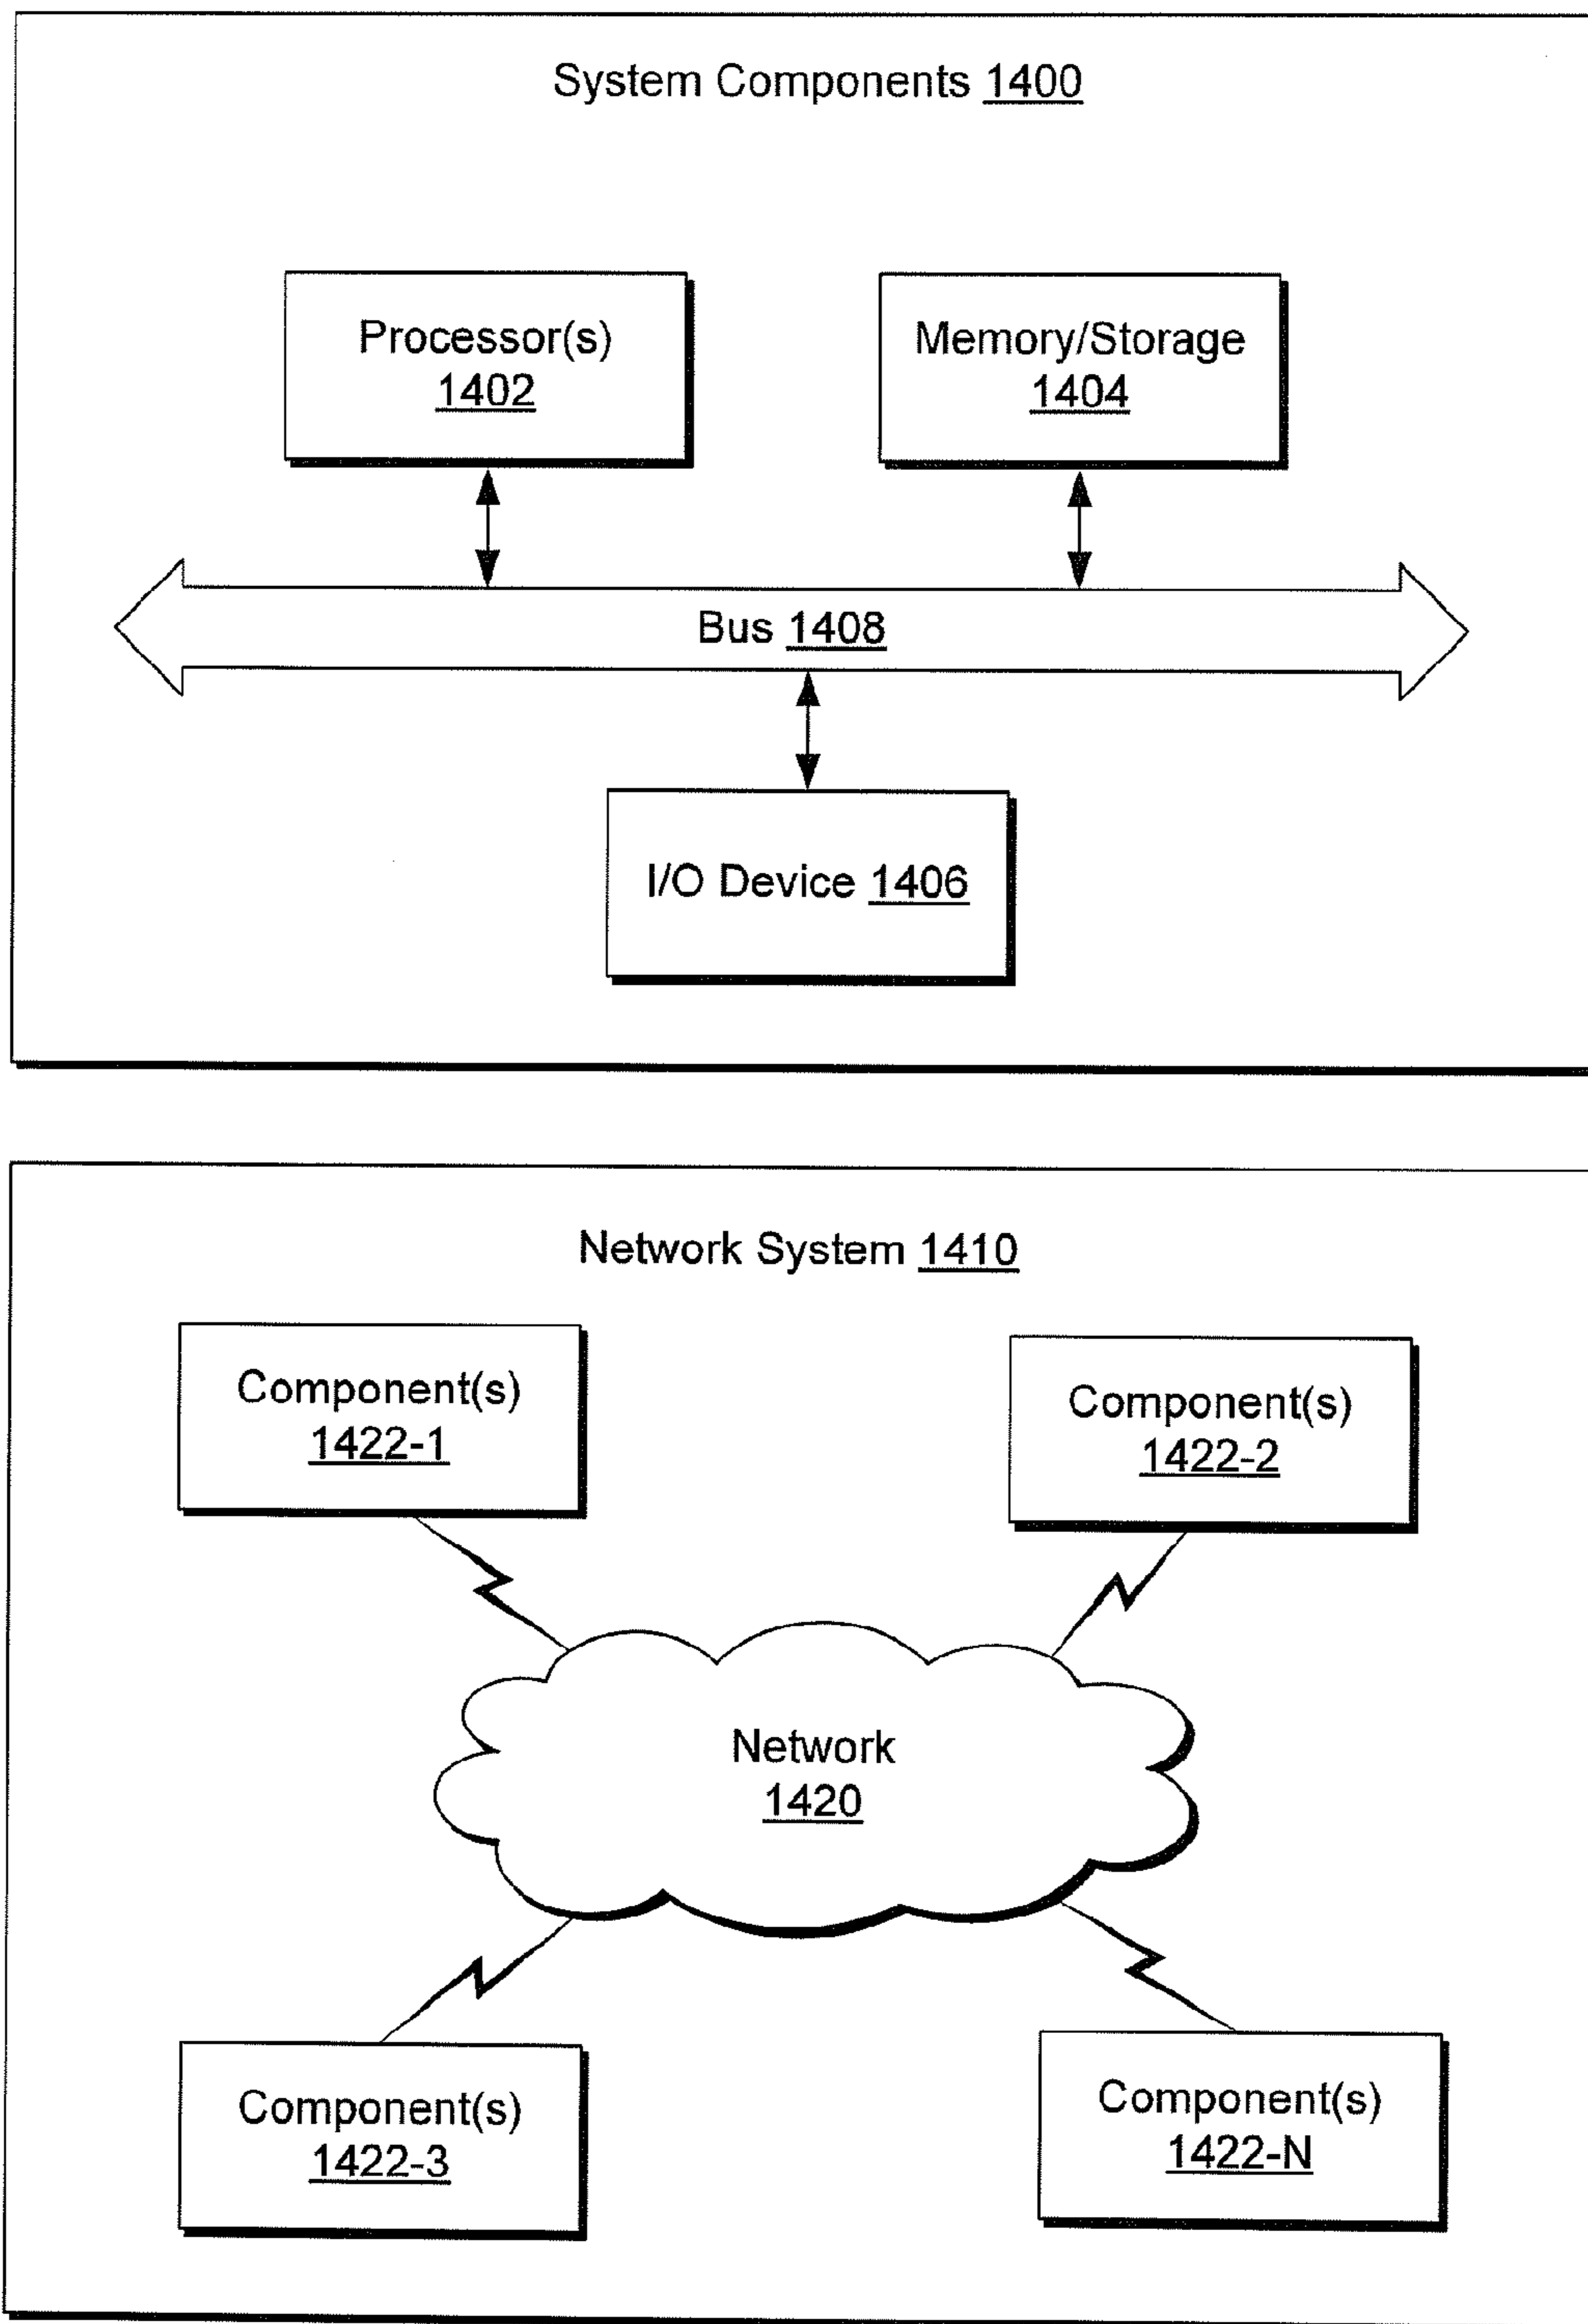 System Components 1400
Processor(s)
1402
Memory/Storage
1404
Bus 1408
I/O Device 1406
Network System 1410
Component(s)
1422-1
Component(s)
1422-2
Network
1420
Component(s)
1422-3
Component(s)
1422-N